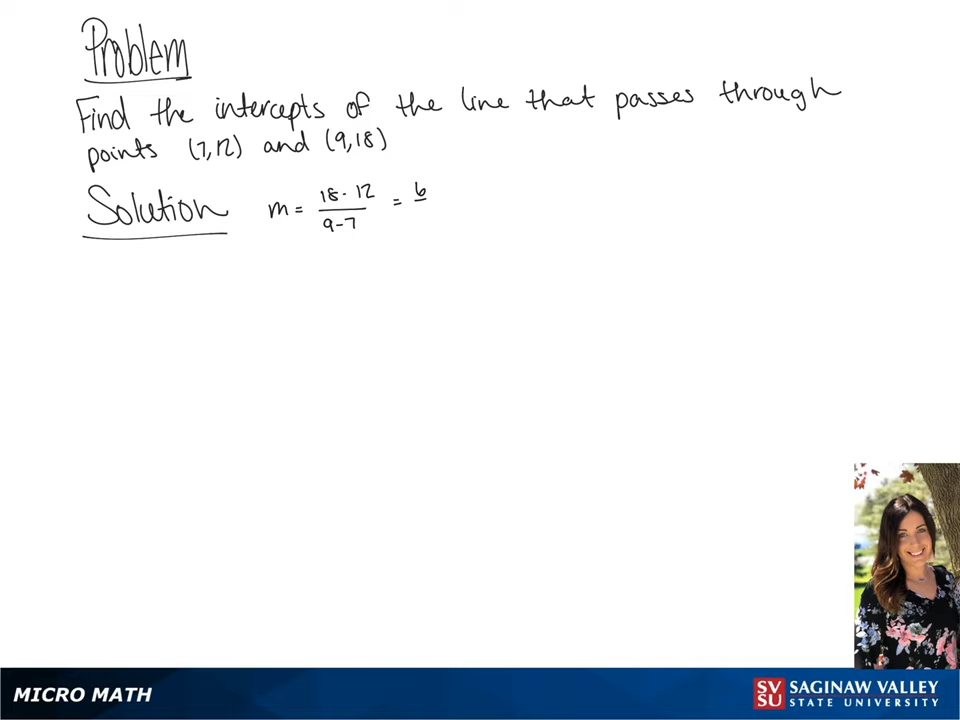 Problem
Find the intercepts of the line that passes through
points (7,12) and (9,18)
Solution m = 18 - 12 / 9 - 7 = 6
MICRO MATH
SV SU SAGINAW VALLEY
STATE UNIVERSITY